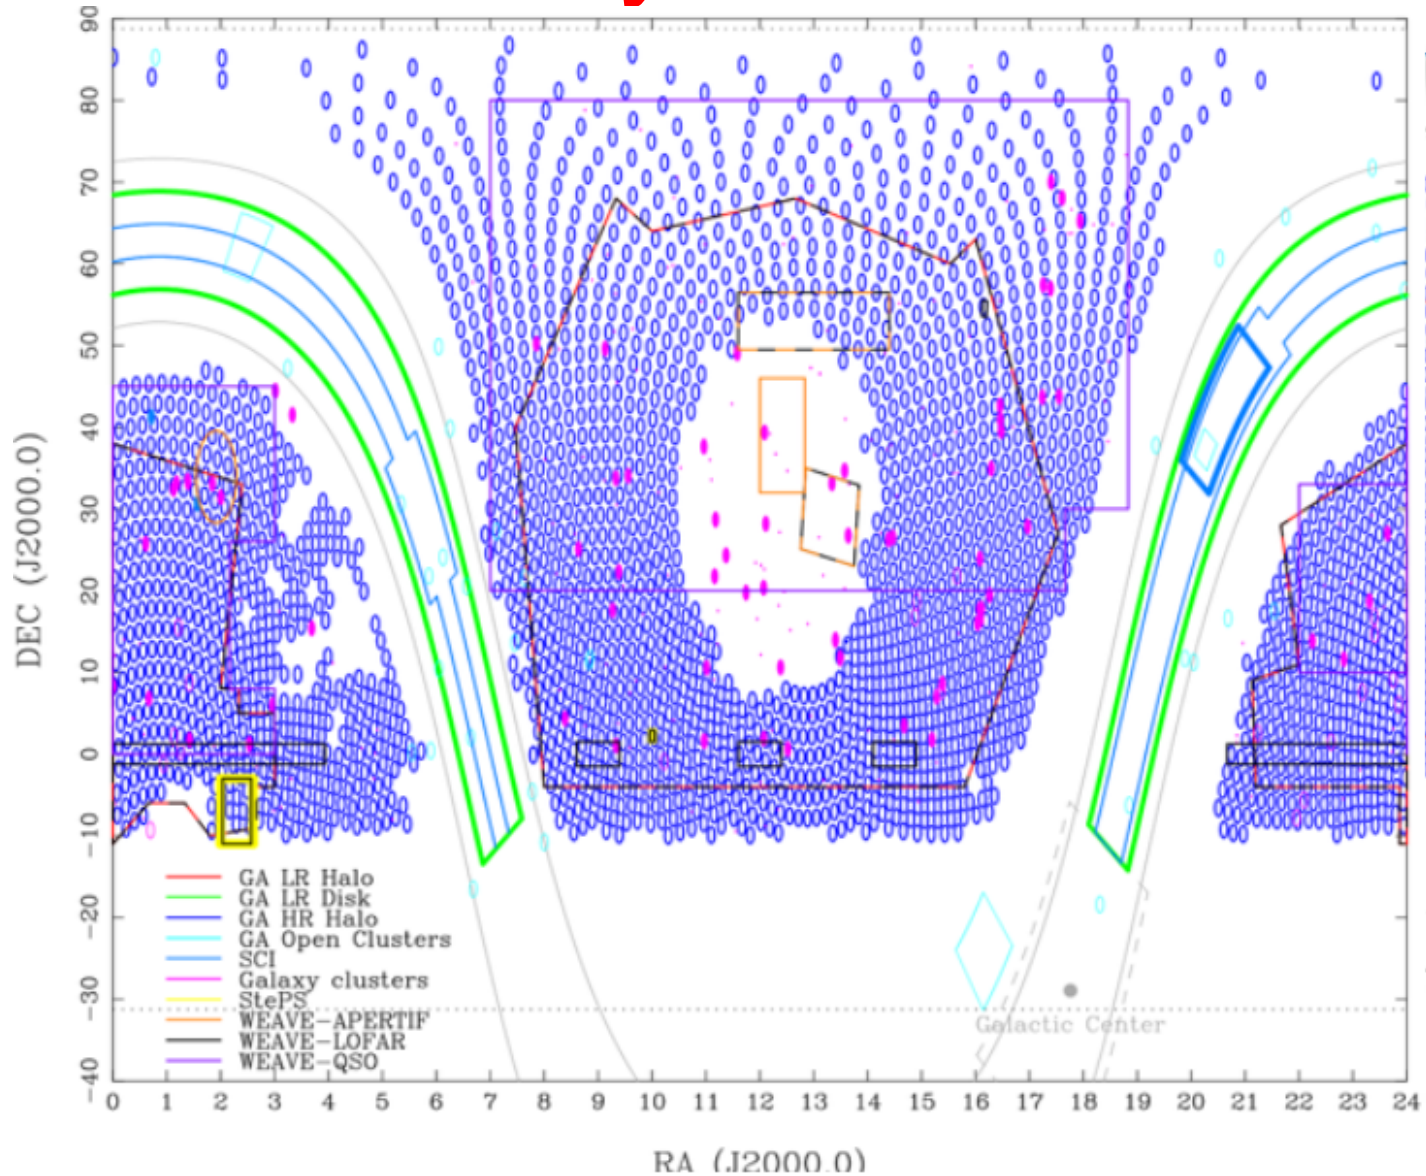 90
80
70
60
50
40
30
20
10
0
-10
-20
-30
-40
DEC (J2000.0)
GA LR Halo
GA LR Disk
GA HR Halo
GA Open Clusters
SCI
Galaxy clusters
StePS
WEAVE-APERTIF
WEAVE-LOFAR
WEAVE-QSO
Galactic Center
0 1 2 3 4 5 6 7 8 9 10 11 12 13 14 15 16 17 18 19 20 21 22 23 24
RA (J2000.0)